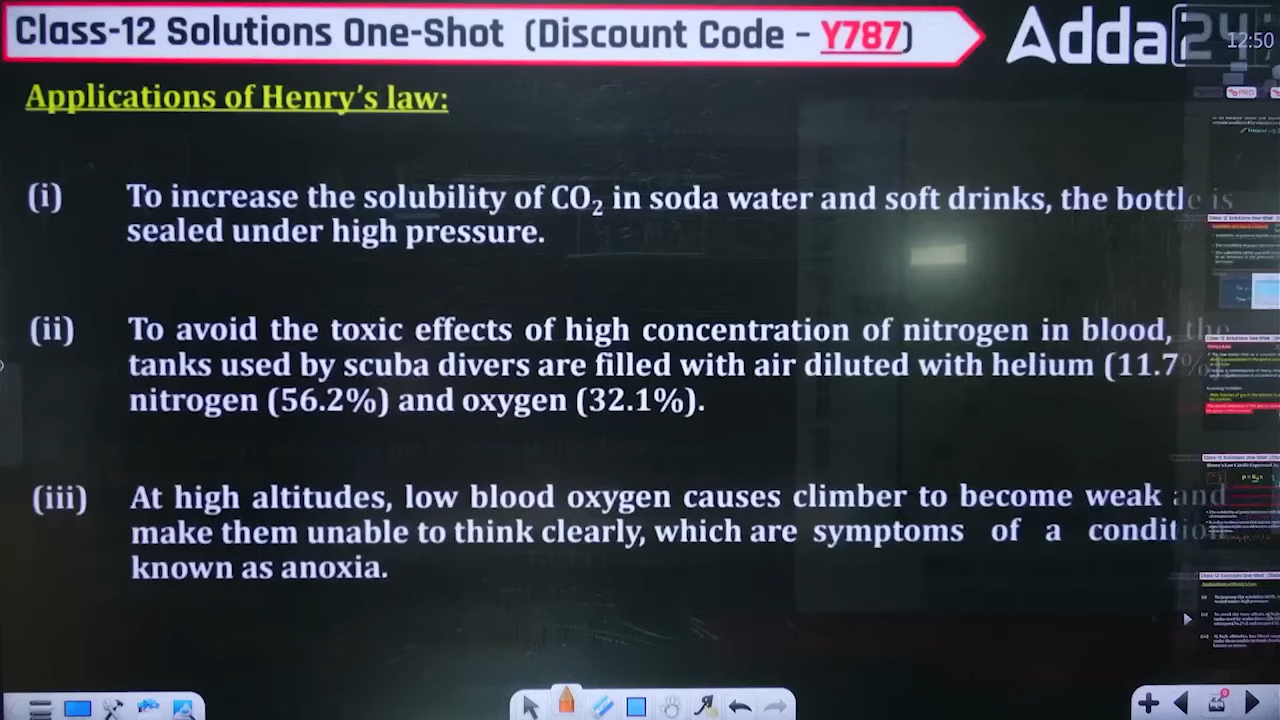 Class-12 Solutions One-Shot (Discount Code - Y787)
Adda 24
12:50
Applications of Henry's law:
(i) To increase the solubility of CO₂ in soda water and soft drinks, the bottle is
sealed under high pressure.
(ii) To avoid the toxic effects of high concentration of nitrogen in blood, the
tanks used by scuba divers are filled with air diluted with helium (11.7%
nitrogen (56.2%) and oxygen (32.1%).
(iii) At high altitudes, low blood oxygen causes climber to become weak and
make them unable to think clearly, which are symptoms of a condition
known as anoxia.